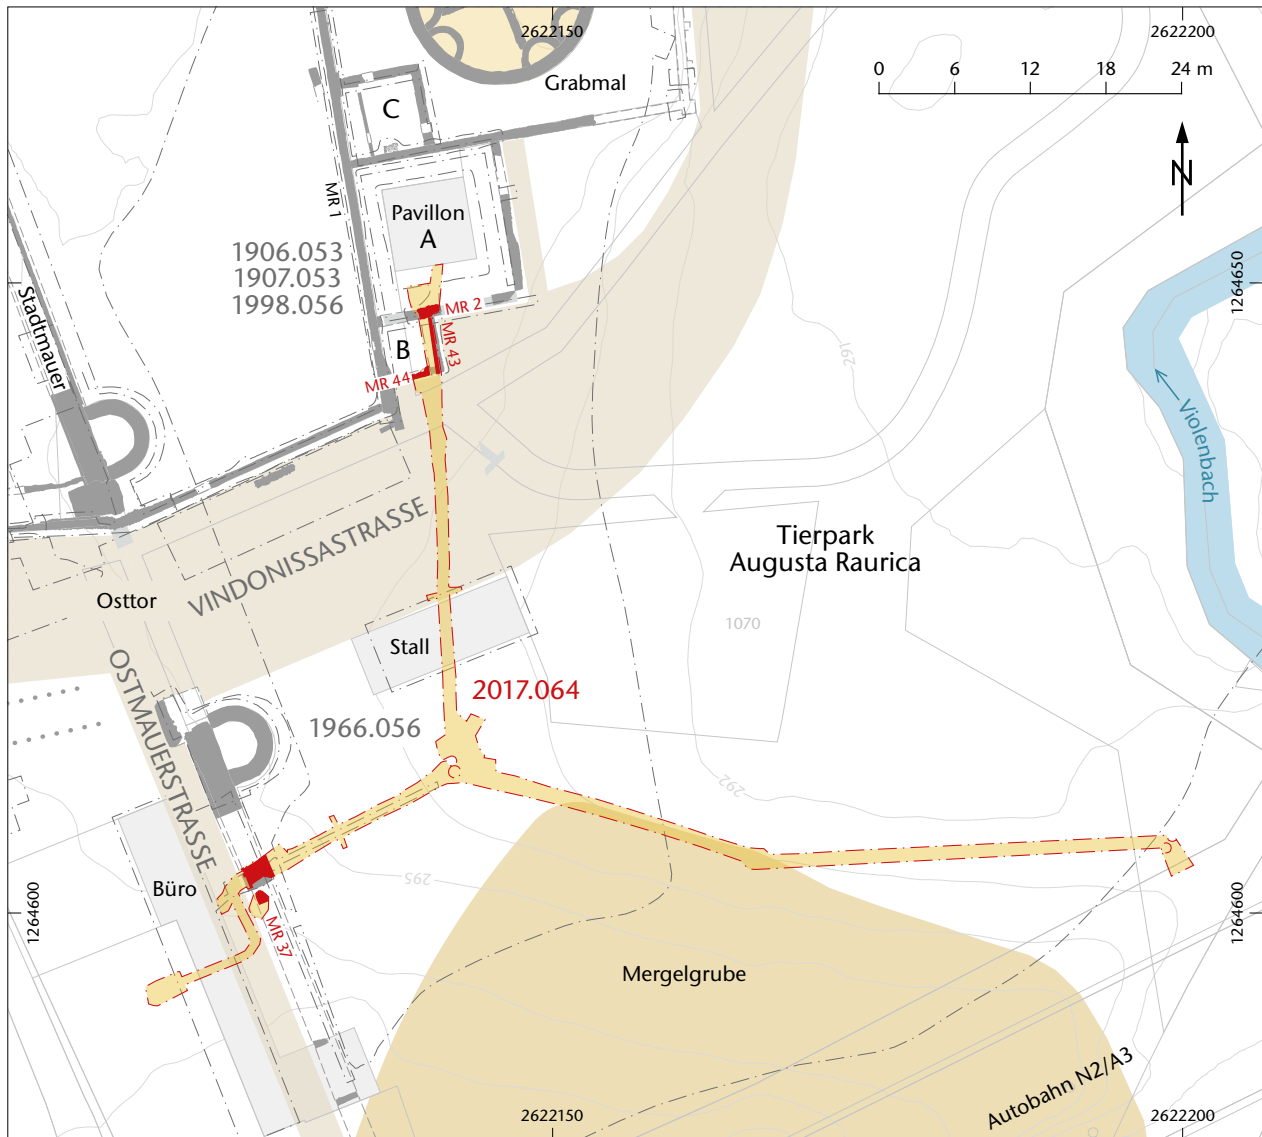 2622150
2622200
0 6 12 18 24 m
Grabmal
C
N
MR 1
Pavillon
A
1906.053
1907.053
1998.056
1264650
Stadtmauer
MR 2
MR 43
B
MR 44
291
Violenbach
VINDONISSASTRASSE
Tierpark
Augusta Raurica
Osttor
1070
Stall
OSTMAUERSTRASSE
2017.064
1966.056
292
295
Büro
1264600
1264600
MR 37
Mergelgrube
Autobahn N2/A3
2622150
2622200